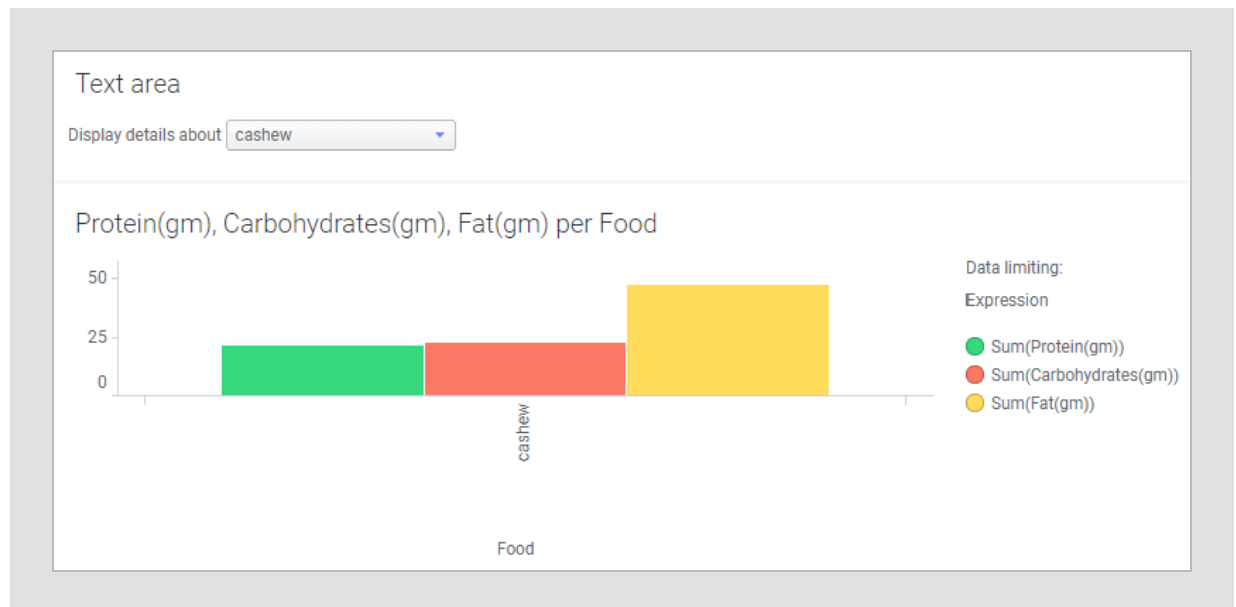 Text area
Display details about cashew
Protein(gm), Carbohydrates(gm), Fat(gm) per Food
50
25
0
cashew
Food
Data limiting:
Expression
Sum(Protein(gm))
Sum(Carbohydrates(gm))
Sum(Fat(gm))